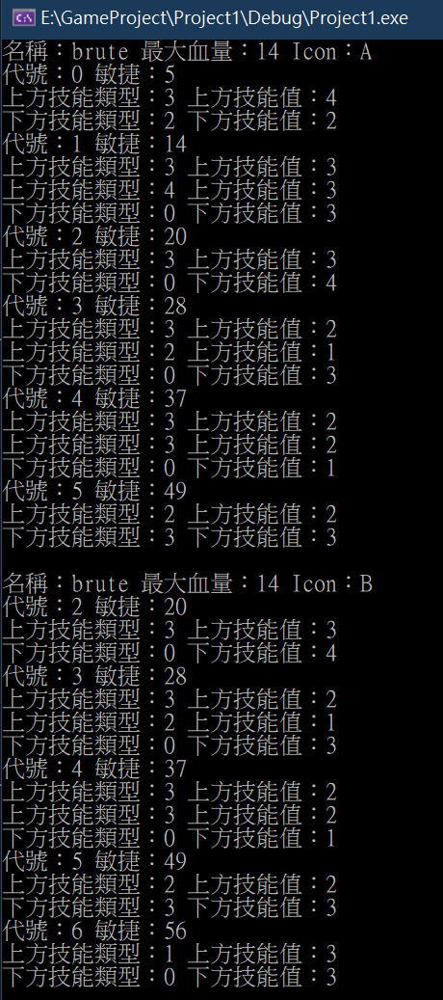 E:\GameProject\Project1\Debug\Project1.exe
名稱：brute 最大血量：14 Icon：A
代號：0 敏捷：5
上方技能類型：3 上方技能值：4
下方技能類型：2 下方技能值：2
代號：1 敏捷：14
上方技能類型：3 上方技能值：3
上方技能類型：4 上方技能值：3
下方技能類型：0 下方技能值：3
代號：2 敏捷：20
上方技能類型：3 上方技能值：3
下方技能類型：0 下方技能值：4
代號：3 敏捷：28
上方技能類型：3 上方技能值：2
上方技能類型：2 上方技能值：1
下方技能類型：0 下方技能值：3
代號：4 敏捷：37
上方技能類型：3 上方技能值：2
上方技能類型：3 上方技能值：2
下方技能類型：0 下方技能值：1
代號：5 敏捷：49
上方技能類型：2 上方技能值：2
下方技能類型：3 下方技能值：3
名稱：brute 最大血量：14 Icon：B
代號：2 敏捷：20
上方技能類型：3 上方技能值：3
下方技能類型：0 下方技能值：4
代號：3 敏捷：28
上方技能類型：3 上方技能值：2
上方技能類型：2 上方技能值：1
下方技能類型：0 下方技能值：3
代號：4 敏捷：37
上方技能類型：3 上方技能值：2
上方技能類型：3 上方技能值：2
下方技能類型：0 下方技能值：1
代號：5 敏捷：49
上方技能類型：2 上方技能值：2
下方技能類型：3 下方技能值：3
代號：6 敏捷：56
上方技能類型：1 上方技能值：3
下方技能類型：0 下方技能值：3